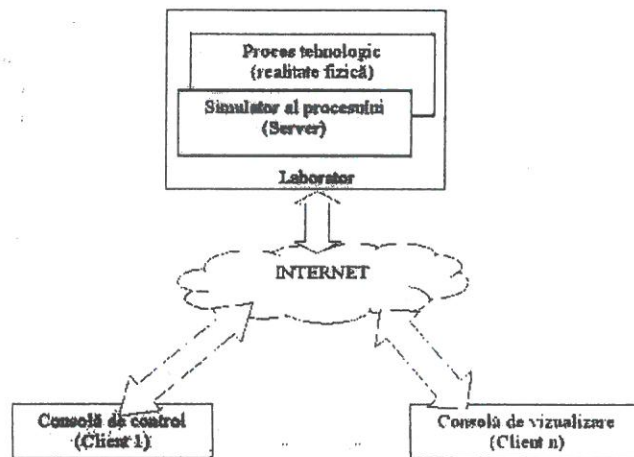 Proces tehnologic
(realitate fizică)
Simulator al procesului
(Server)
Laborator
INTERNET
Consolă de control
(Client 1)
Consolă de vizualizare
(Client n)